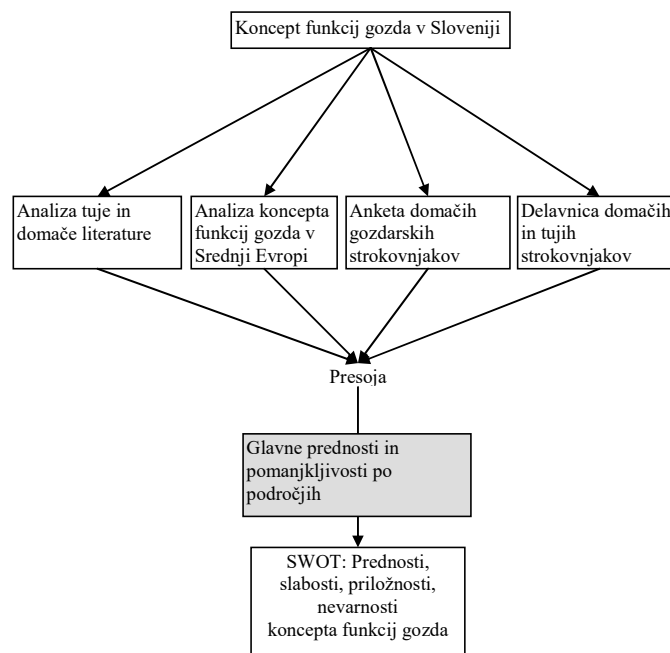 Koncept funkcij gozda v Sloveniji
Analiza tuje in
domače literature
Analiza koncepta
funkcij gozda v
Srednji Evropi
Anketa domačih
gozdarskih
strokovnjakov
Delavnica domačih
in tujih
strokovnjakov
Presoja
Glavne prednosti in
pomanjkljivosti po
področjih
SWOT: Prednosti,
slabosti, priložnosti,
nevarnosti
koncepta funkcij gozda